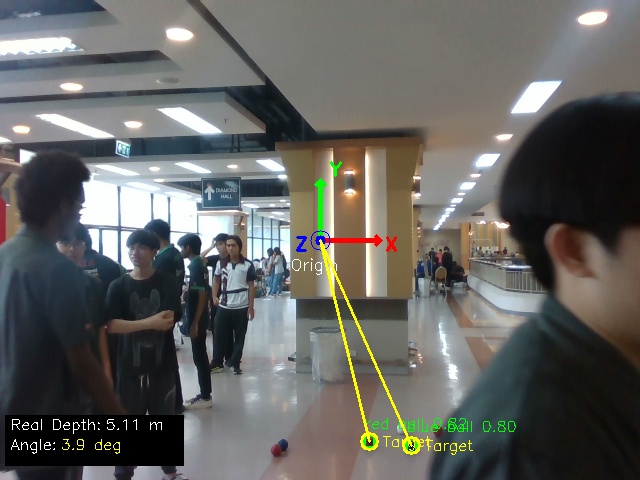 DIAMOND
HALL
Y
Z
X
Origin
red ball 0.82
blue ball 0.80
Target
Target
Real Depth: 5.11 m
Angle: 3.9 deg